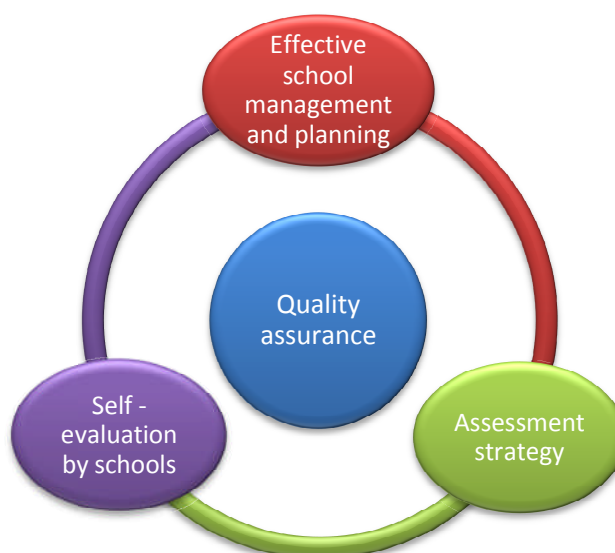 Effective
school
management
and planning
Quality
assurance
Self -
evaluation
by schools
Assessment
strategy